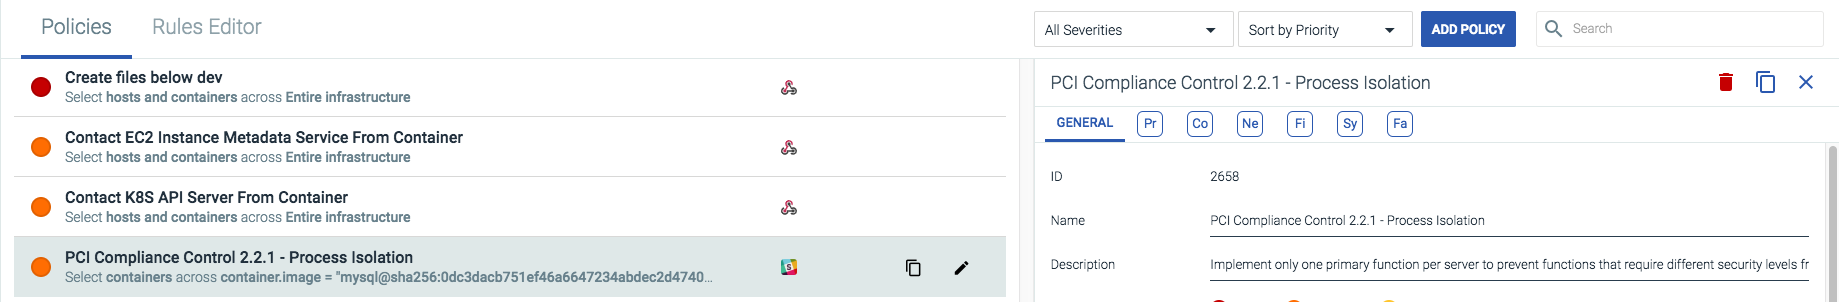 Policies
Rules Editor
All Severities
Sort by Priority
ADD POLICY
Search
Create files below dev
Select hosts and containers across Entire infrastructure
Contact EC2 Instance Metadata Service From Container
Select hosts and containers across Entire infrastructure
Contact K8S API Server From Container
Select hosts and containers across Entire infrastructure
PCI Compliance Control 2.2.1 - Process Isolation
Select containers across container.image = "mysql@sha256:0dc3dacb751ef46a6647234abdec2d4740...
PCI Compliance Control 2.2.1 - Process Isolation
GENERAL
Pr
Co
Ne
Fi
Sy
Fa
ID
2658
Name
PCI Compliance Control 2.2.1 - Process Isolation
Description
Implement only one primary function per server to prevent functions that require different security levels fr